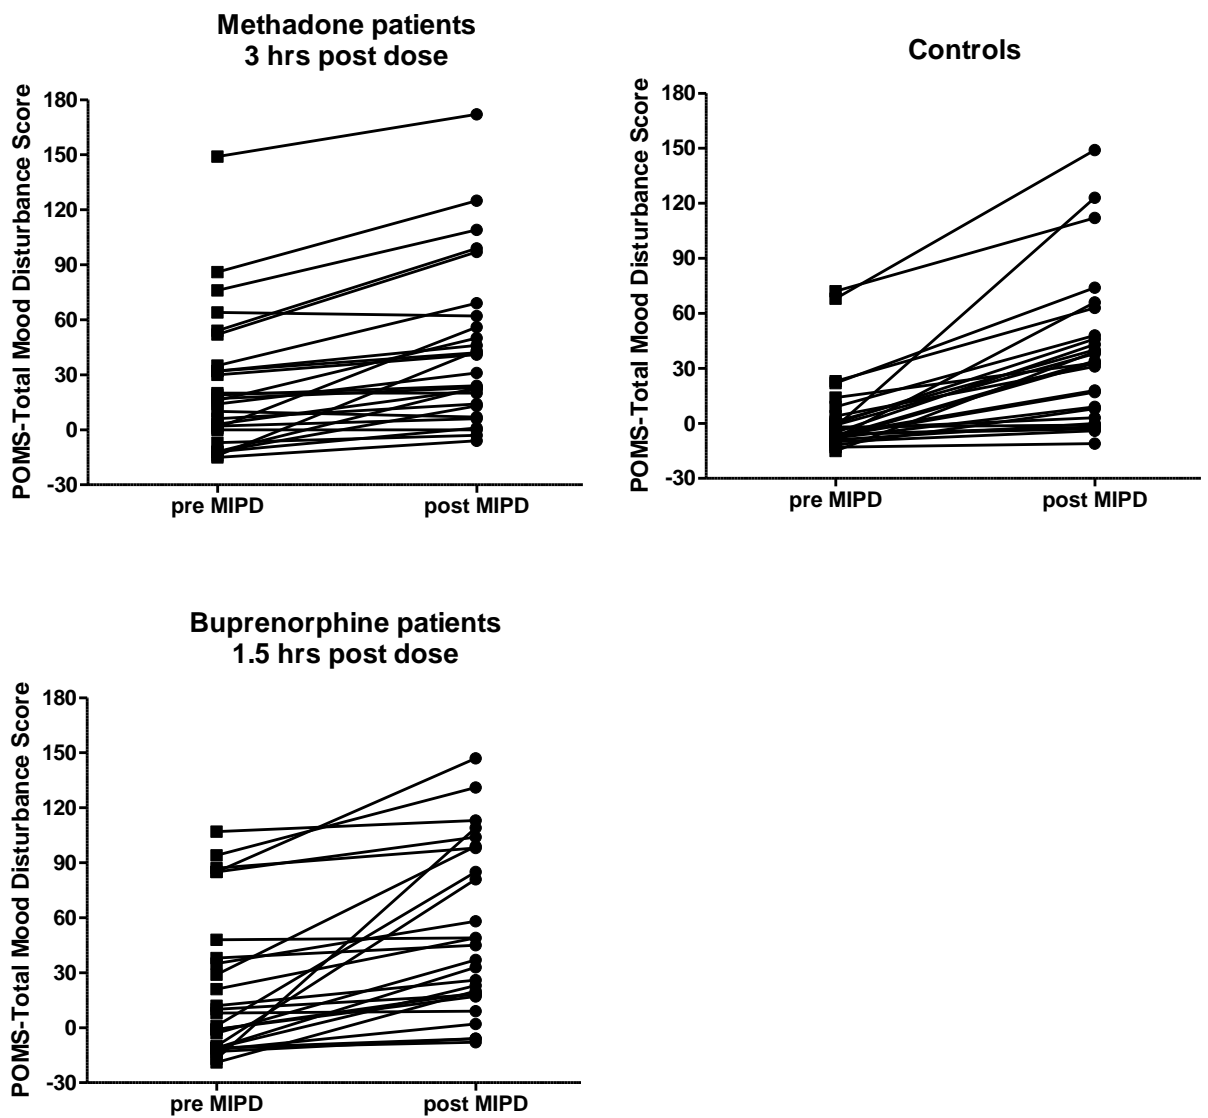 Methadone patients
3 hrs post dose
POMS-Total Mood Disturbance Score
180
150
120
90
60
30
0
-30
pre MIPD
post MIPD
Controls
POMS-Total Mood Disturbance Score
180
150
120
90
60
30
0
-30
pre MIPD
post MIPD
Buprenorphine patients
1.5 hrs post dose
POMS-Total Mood Disturbance Score
180
150
120
90
60
30
0
-30
pre MIPD
post MIPD